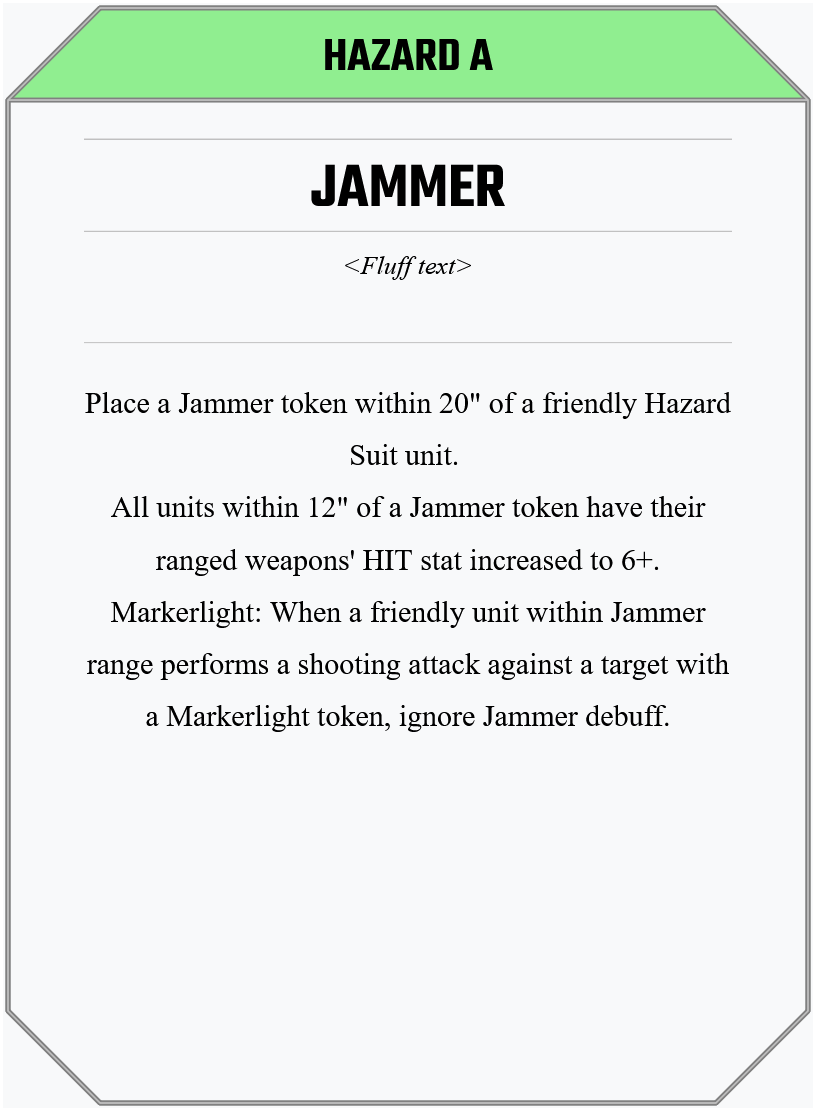 HAZARD A
JAMMER
<Fluff text>
Place a Jammer token within 20" of a friendly Hazard
Suit unit.
All units within 12" of a Jammer token have their
ranged weapons' HIT stat increased to 6+.
Markerlight: When a friendly unit within Jammer
range performs a shooting attack against a target with
a Markerlight token, ignore Jammer debuff.